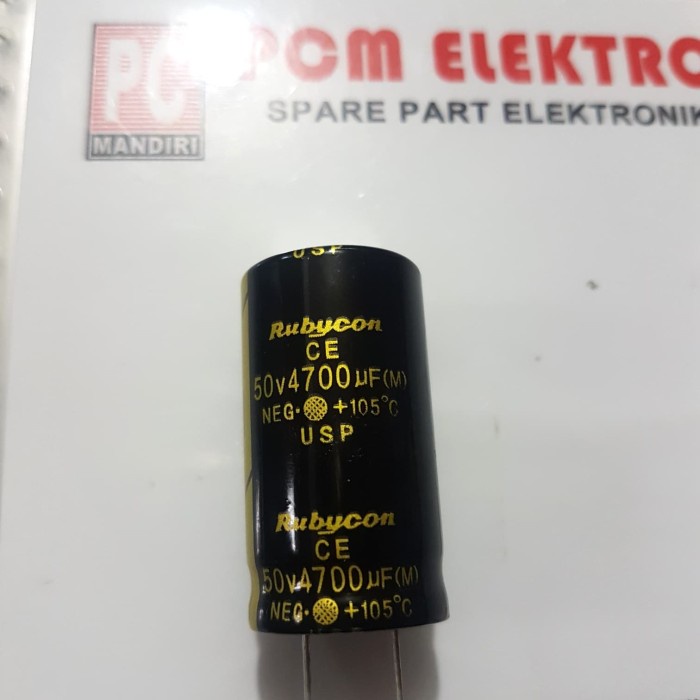 PC
MANDIRI
PCM ELEKTRO
SPARE PART ELEKTRONIK
USP
Rubycon
CE
50v4700µF(M)
NEG· +105°C
USP
Rubycon
CE
50v4700µF(M)
NEG· +105°C